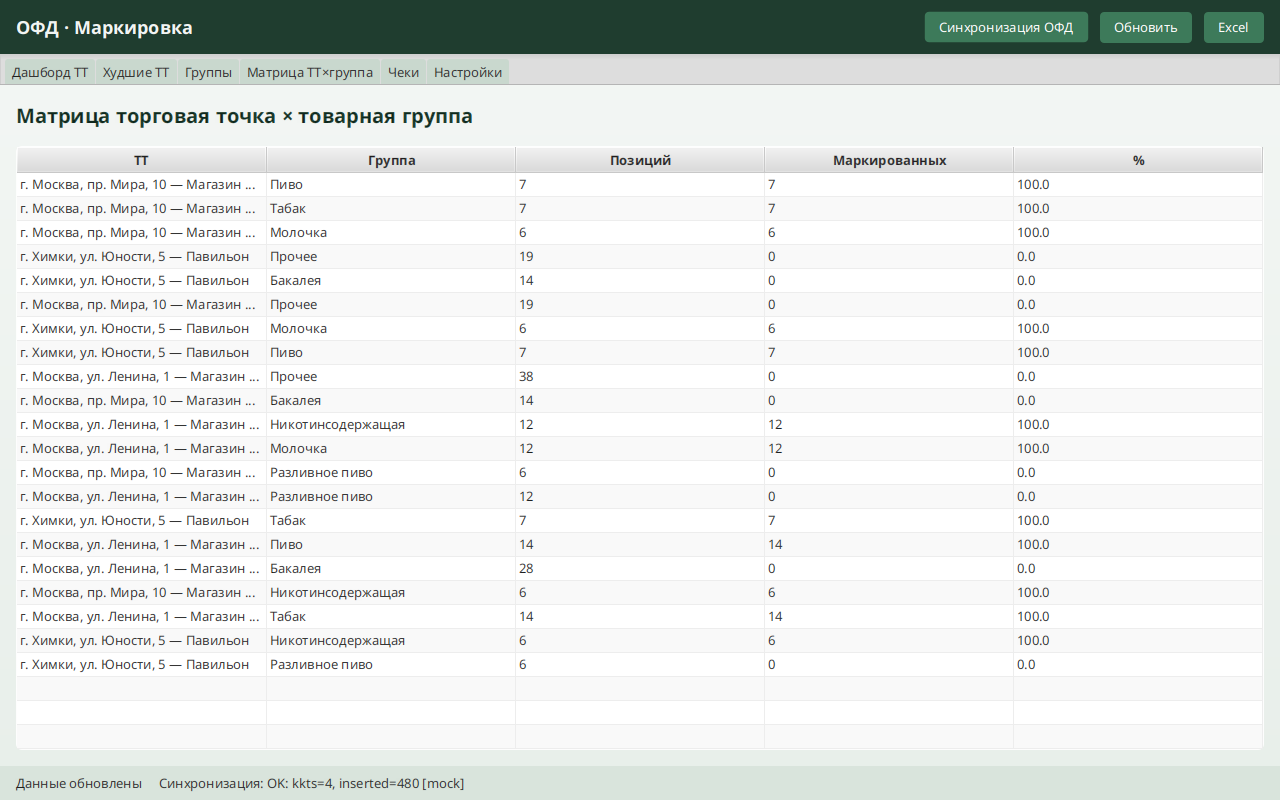 ОФД · Маркировка Синхронизация ОФД Обновить Excel
Дашборд ТТ Худшие ТТ Группы Матрица ТТ×группа Чеки Настройки
Матрица торговая точка × товарная группа
ТТ Группа Позиций Маркированных %
г. Москва, пр. Мира, 10 — Магазин ... Пиво 7 7 100.0
г. Москва, пр. Мира, 10 — Магазин ... Табак 7 7 100.0
г. Москва, пр. Мира, 10 — Магазин ... Молочка 6 6 100.0
г. Химки, ул. Юности, 5 — Павильон Прочее 19 0 0.0
г. Химки, ул. Юности, 5 — Павильон Бакалея 14 0 0.0
г. Москва, пр. Мира, 10 — Магазин ... Прочее 19 0 0.0
г. Химки, ул. Юности, 5 — Павильон Молочка 6 6 100.0
г. Химки, ул. Юности, 5 — Павильон Пиво 7 7 100.0
г. Москва, ул. Ленина, 1 — Магазин ... Прочее 38 0 0.0
г. Москва, пр. Мира, 10 — Магазин ... Бакалея 14 0 0.0
г. Москва, ул. Ленина, 1 — Магазин ... Никотинсодержащая 12 12 100.0
г. Москва, ул. Ленина, 1 — Магазин ... Молочка 12 12 100.0
г. Москва, пр. Мира, 10 — Магазин ... Разливное пиво 6 0 0.0
г. Москва, ул. Ленина, 1 — Магазин ... Разливное пиво 12 0 0.0
г. Химки, ул. Юности, 5 — Павильон Табак 7 7 100.0
г. Москва, ул. Ленина, 1 — Магазин ... Пиво 14 14 100.0
г. Москва, ул. Ленина, 1 — Магазин ... Бакалея 28 0 0.0
г. Москва, пр. Мира, 10 — Магазин ... Никотинсодержащая 6 6 100.0
г. Москва, ул. Ленина, 1 — Магазин ... Табак 14 14 100.0
г. Химки, ул. Юности, 5 — Павильон Никотинсодержащая 6 6 100.0
г. Химки, ул. Юности, 5 — Павильон Разливное пиво 6 0 0.0
Данные обновлены Синхронизация: OK: kkts=4, inserted=480 [mock]